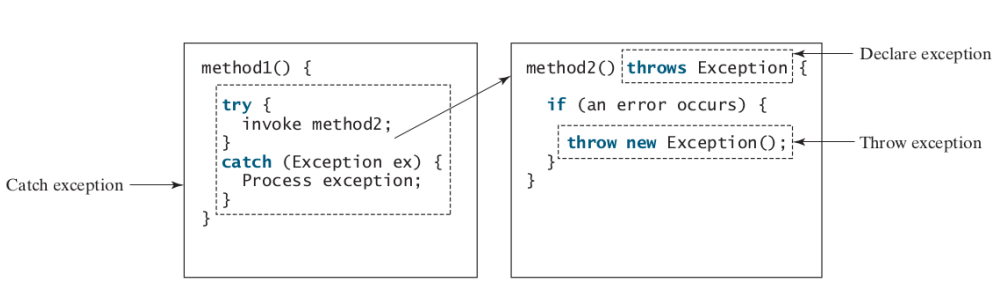 Catch exception
method1() {
try {
invoke method2;
}
catch (Exception ex) {
Process exception;
}
}
method2() throws Exception {
if (an error occurs) {
throw new Exception();
}
}
Declare exception
Throw exception